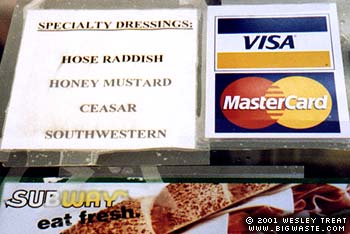 SPECIALTY DRESSINGS:
HOSE RADDISH
HONEY MUSTARD
CEASAR
SOUTHWESTERN
VISA
MasterCard
SUBWAY
eat fresh.
© 2001 WESLEY TREAT
WWW.BIGWASTE.COM